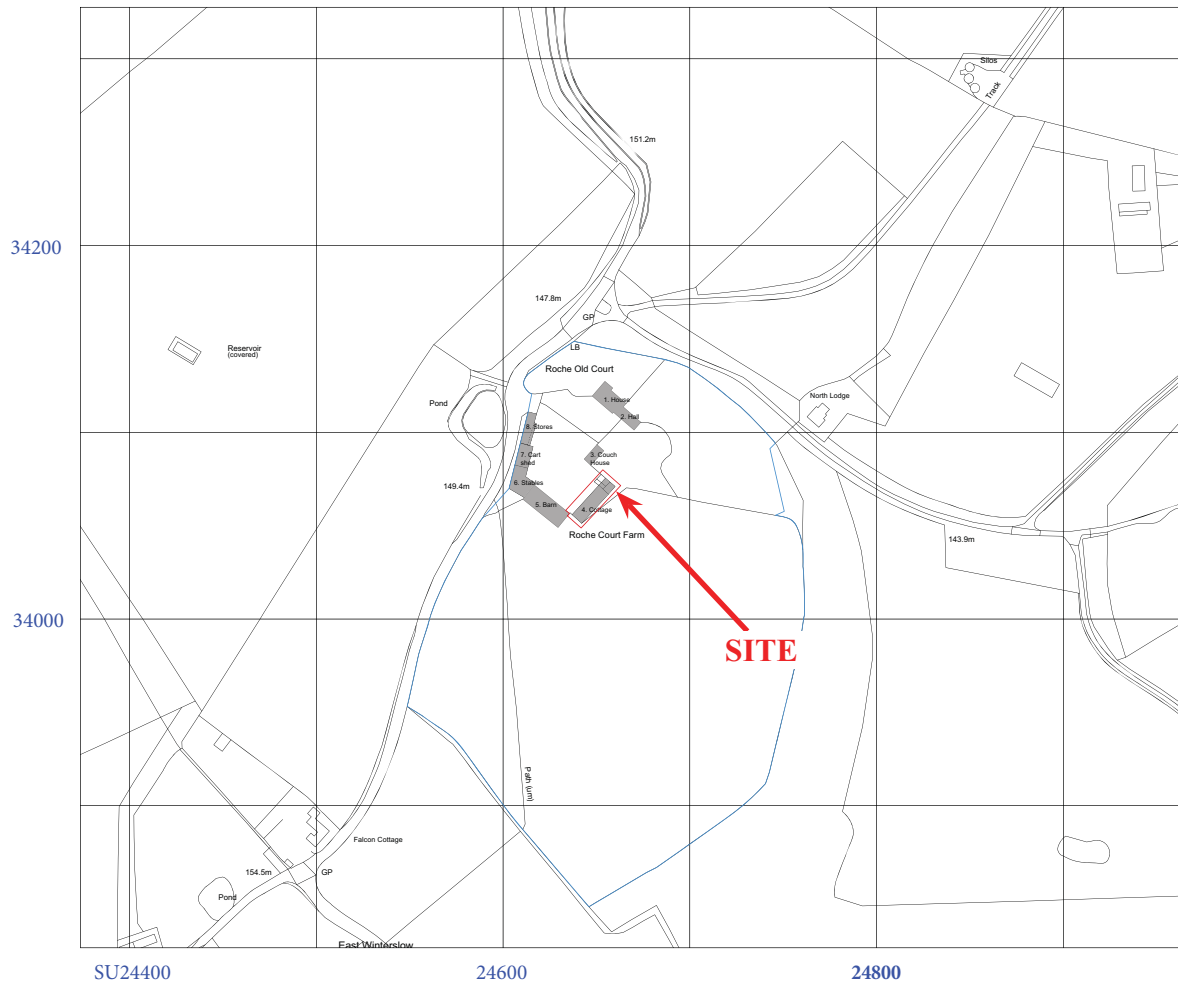 Silos
Track
151.2m
34200
147.8m
GP
LB
Reservoir
(covered)
Roche Old Court
Pond
1. House
2. Hall
North Lodge
8. Stores
7. Cart
shed
3. Couch
House
6. Stables
149.4m
5. Barn
4. Cottage
Roche Court Farm
143.9m
34000
SITE
Path (um)
Falcon Cottage
154.5m
GP
Pond
East Winterslow
SU24400
24600
24800